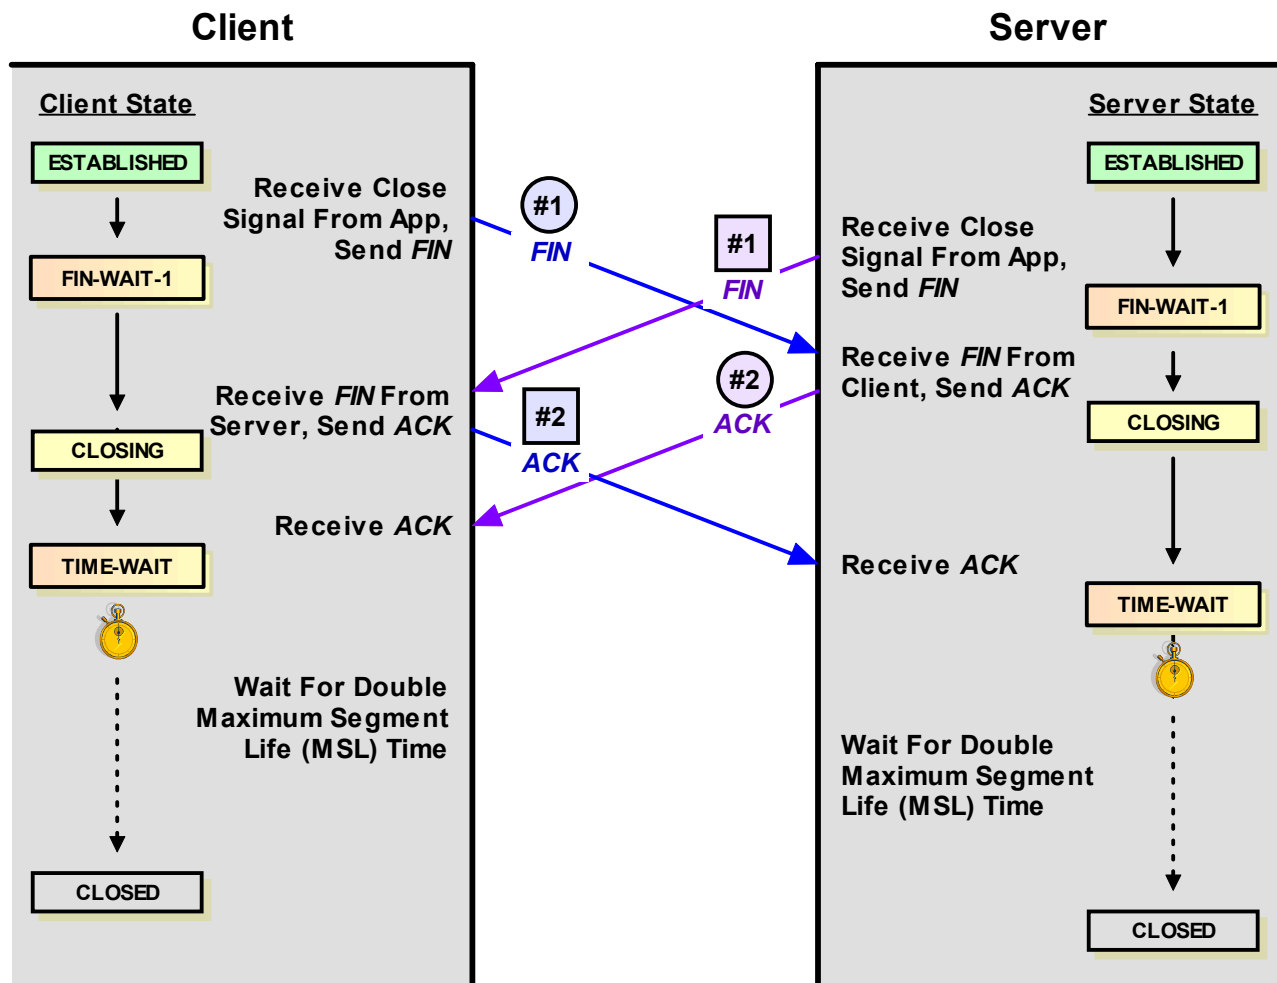 Client
Server
Client State
ESTABLISHED
Receive Close
Signal From App,
Send FIN
FIN-WAIT-1
Receive FIN From
Server, Send ACK
CLOSING
Receive ACK
TIME-WAIT
Wait For Double
Maximum Segment
Life (MSL) Time
CLOSED
#1
FIN
#1
FIN
#2
ACK
#2
ACK
Server State
ESTABLISHED
Receive Close
Signal From App,
Send FIN
FIN-WAIT-1
Receive FIN From
Client, Send ACK
CLOSING
Receive ACK
TIME-WAIT
Wait For Double
Maximum Segment
Life (MSL) Time
CLOSED